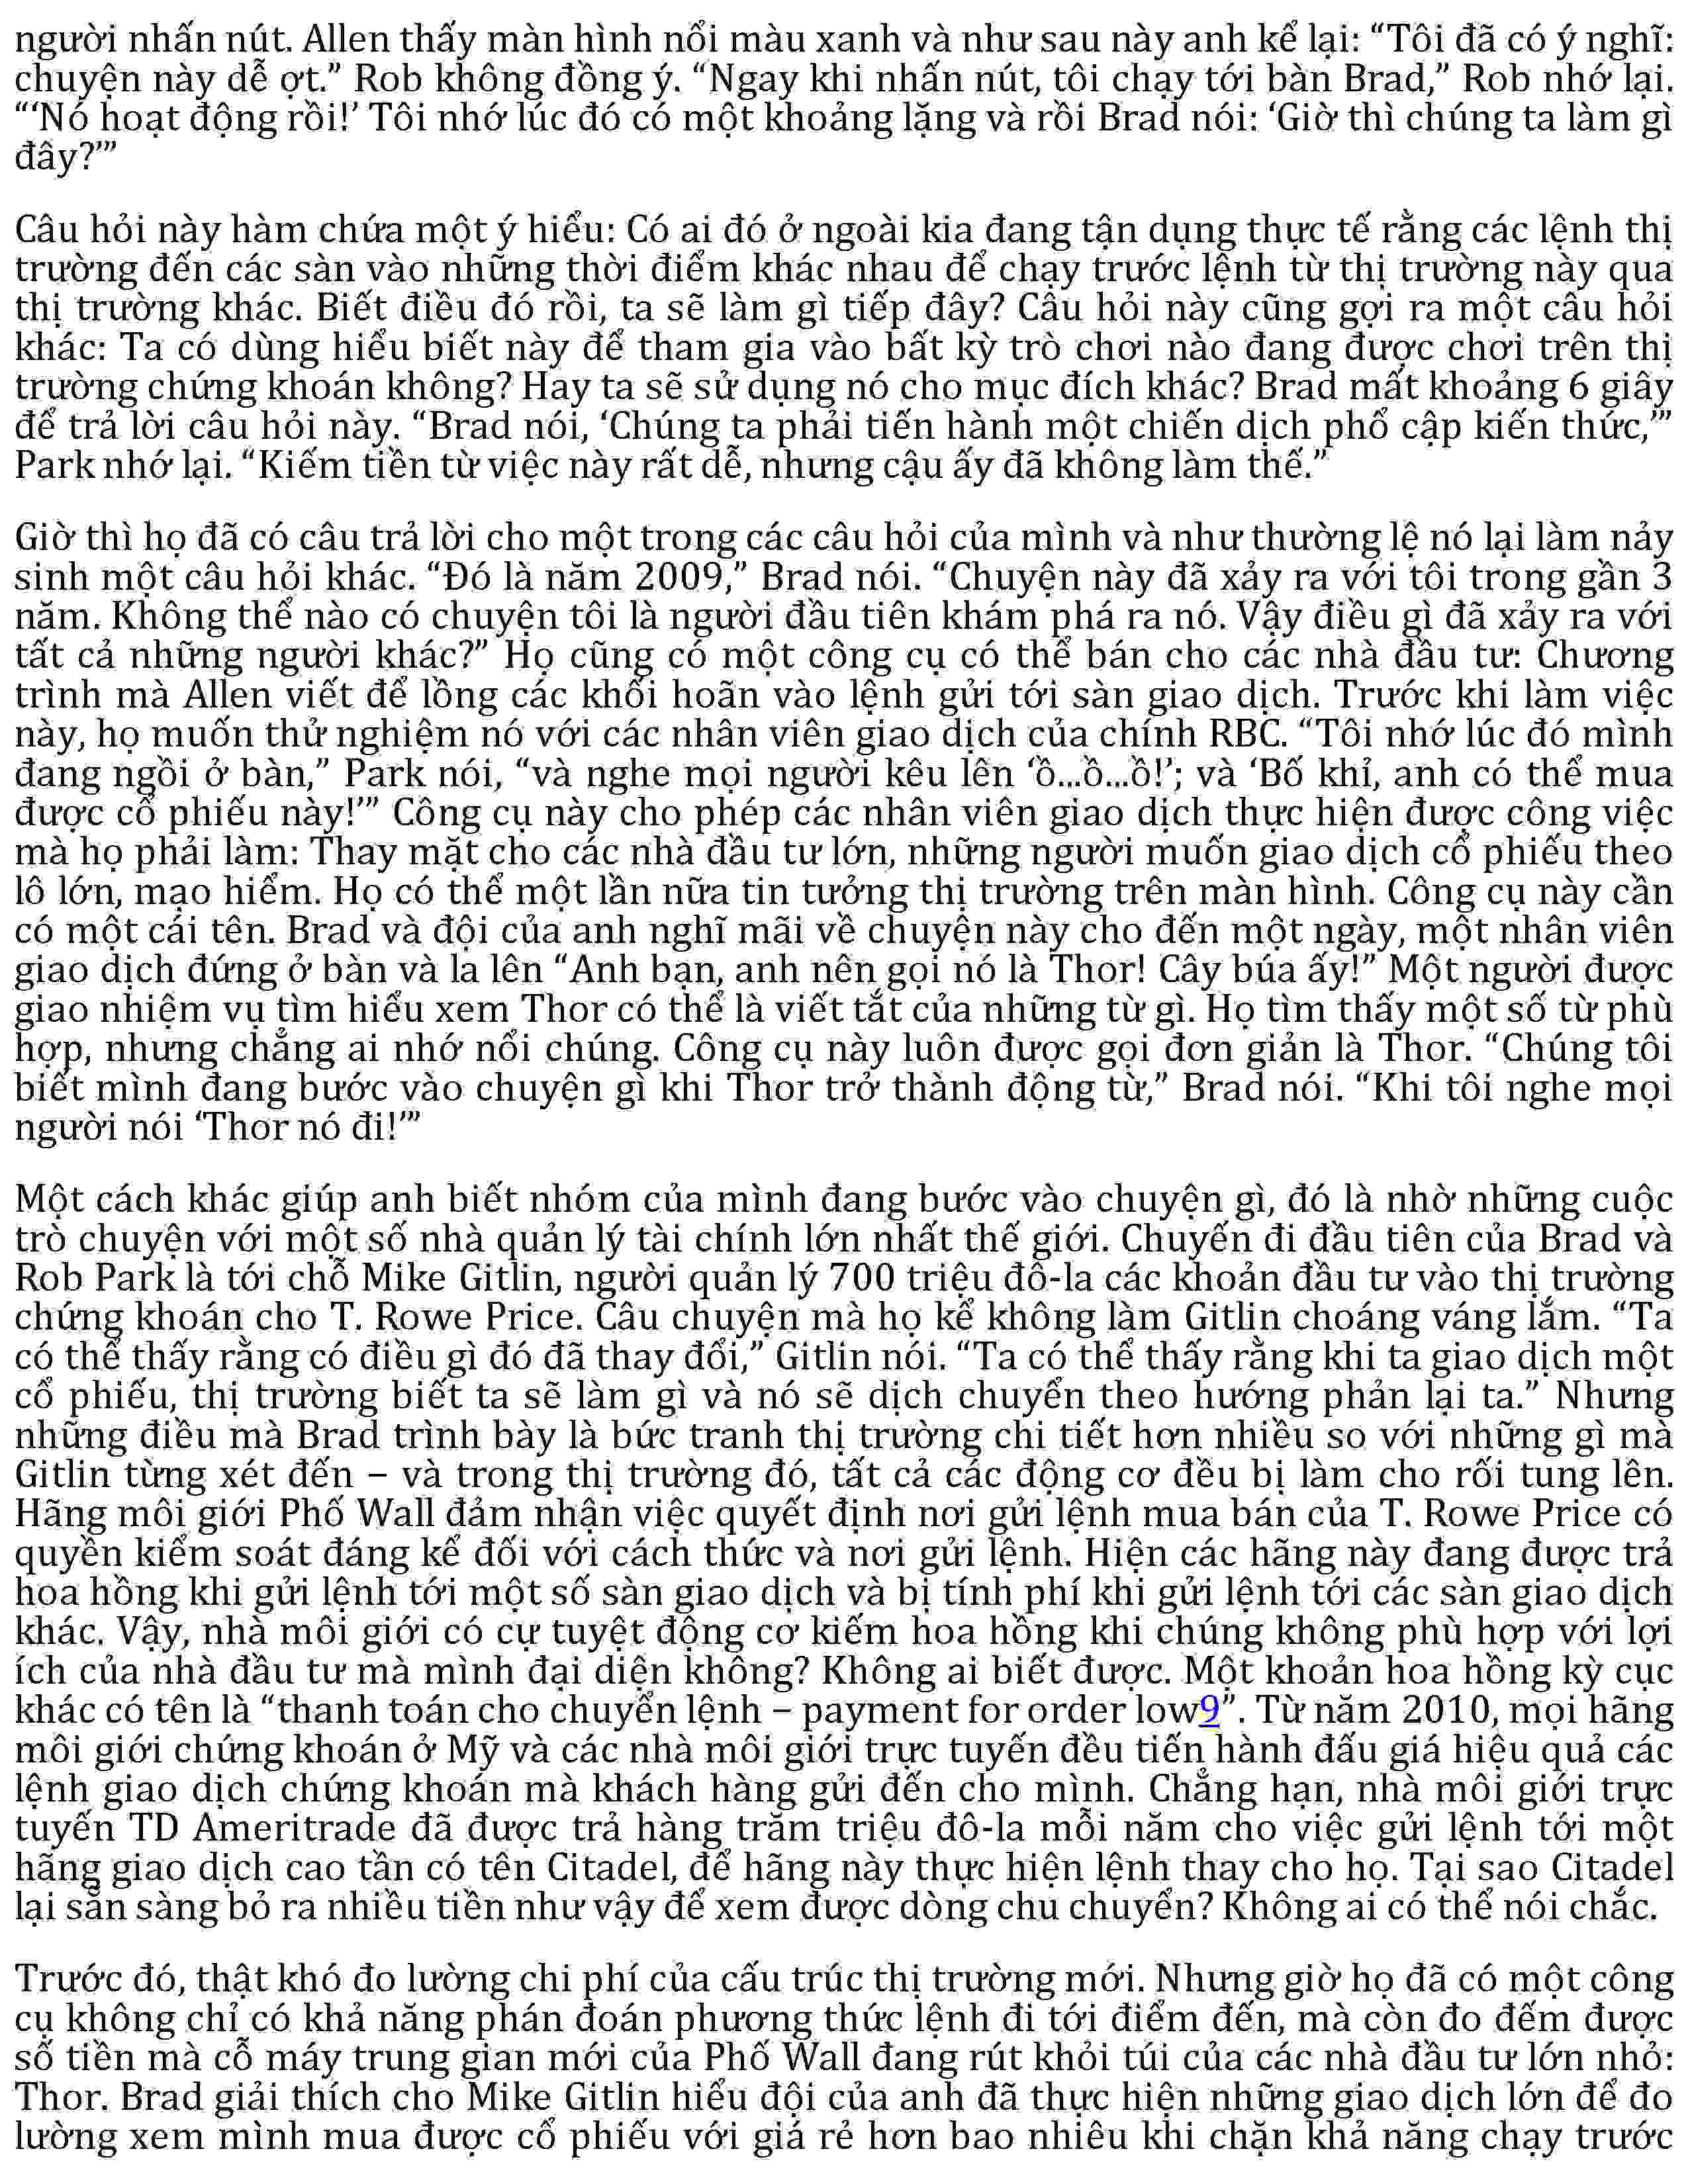 người nhấn nút. Allen thấy màn hình nổi màu xanh và như sau này anh kể lại: “Tôi đã có ý nghĩ:
chuyện này dễ ợt.” Rob không đồng ý. “Ngay khi nhấn nút, tôi chạy tới bàn Brad,” Rob nhớ lại.
“‘Nó hoạt động rồi!’ Tôi nhớ lúc đó có một khoảng lặng và rồi Brad nói: ‘Giờ thì chúng ta làm gì
đây?’”
Câu hỏi này hàm chứa một ý hiểu: Có ai đó ở ngoài kia đang tận dụng thực tế rằng các lệnh thị
trường đến các sàn vào những thời điểm khác nhau để chạy trước lệnh từ thị trường này qua
thị trường khác. Biết điều đó rồi, ta sẽ làm gì tiếp đây? Câu hỏi này cũng gợi ra một câu hỏi
khác: Ta có dùng hiểu biết này để tham gia vào bất kỳ trò chơi nào đang được chơi trên thị
trường chứng khoán không? Hay ta sẽ sử dụng nó cho mục đích khác? Brad mất khoảng 6 giây
để trả lời câu hỏi này. “Brad nói, ‘Chúng ta phải tiến hành một chiến dịch phổ cập kiến thức,’”
Park nhớ lại. “Kiếm tiền từ việc này rất dễ, nhưng cậu ấy đã không làm thế.”
Giờ thì họ đã có câu trả lời cho một trong các câu hỏi của mình và như thường lệ nó lại làm nảy
sinh một câu hỏi khác. “Đó là năm 2009,” Brad nói. “Chuyện này đã xảy ra với tôi trong gần 3
năm. Không thể nào có chuyện tôi là người đầu tiên khám phá ra nó. Vậy điều gì đã xảy ra với
tất cả những người khác?” Họ cũng có một công cụ có thể bán cho các nhà đầu tư: Chương
trình mà Allen viết để lồng các khối hoãn vào lệnh gửi tới sàn giao dịch. Trước khi làm việc
này, họ muốn thử nghiệm nó với các nhân viên giao dịch của chính RBC. “Tôi nhớ lúc đó mình
đang ngồi ở bàn,” Park nói, “và nghe mọi người kêu lên ‘ồ...ồ...ồ!’; và ‘Bố khỉ, anh có thể mua
được cổ phiếu này!’” Công cụ này cho phép các nhân viên giao dịch thực hiện được công việc
mà họ phải làm: Thay mặt cho các nhà đầu tư lớn, những người muốn giao dịch cổ phiếu theo
lô lớn, mạo hiểm. Họ có thể một lần nữa tin tưởng thị trường trên màn hình. Công cụ này cần
có một cái tên. Brad và đội của anh nghĩ mãi về chuyện này cho đến một ngày, một nhân viên
giao dịch đứng ở bàn và la lên “Anh bạn, anh nên gọi nó là Thor! Cây búa ấy!” Một người được
giao nhiệm vụ tìm hiểu xem Thor có thể là viết tắt của những từ gì. Họ tìm thấy một số từ phù
hợp, nhưng chẳng ai nhớ nổi chúng. Công cụ này luôn được gọi đơn giản là Thor. “Chúng tôi
biết mình đang bước vào chuyện gì khi Thor trở thành động từ,” Brad nói. “Khi tôi nghe mọi
người nói ‘Thor nó đi!’”
Một cách khác giúp anh biết nhóm của mình đang bước vào chuyện gì, đó là nhờ những cuộc
trò chuyện với một số nhà quản lý tài chính lớn nhất thế giới. Chuyến đi đầu tiên của Brad và
Rob Park là tới chỗ Mike Gitlin, người quản lý 700 triệu đô-la các khoản đầu tư vào thị trường
chứng khoán cho T. Rowe Price. Câu chuyện mà họ kể không làm Gitlin choáng váng lắm. “Ta
có thể thấy rằng có điều gì đó đã thay đổi,” Gitlin nói. “Ta có thể thấy rằng khi ta giao dịch một
cổ phiếu, thị trường biết ta sẽ làm gì và nó sẽ dịch chuyển theo hướng phản lại ta.” Nhưng
những điều mà Brad trình bày là bức tranh thị trường chi tiết hơn nhiều so với những gì mà
Gitlin từng xét đến – và trong thị trường đó, tất cả các động cơ đều bị làm cho rối tung lên.
Hãng môi giới Phố Wall đảm nhận việc quyết định nơi gửi lệnh mua bán của T. Rowe Price có
quyền kiểm soát đáng kể đối với cách thức và nơi gửi lệnh. Hiện các hãng này đang được trả
hoa hồng khi gửi lệnh tới một số sàn giao dịch và bị tính phí khi gửi lệnh tới các sàn giao dịch
khác. Vậy, nhà môi giới có cự tuyệt động cơ kiếm hoa hồng khi chúng không phù hợp với lợi
ích của nhà đầu tư mà mình đại diện không? Không ai biết được. Một khoản hoa hồng kỳ cục
khác có tên là “thanh toán cho chuyển lệnh – payment for order low9”. Từ năm 2010, mọi hãng
môi giới chứng khoán ở Mỹ và các nhà môi giới trực tuyến đều tiến hành đấu giá hiệu quả các
lệnh giao dịch chứng khoán mà khách hàng gửi đến cho mình. Chẳng hạn, nhà môi giới trực
tuyến TD Ameritrade đã được trả hàng trăm triệu đô-la mỗi năm cho việc gửi lệnh tới một
hãng giao dịch cao tần có tên Citadel, để hãng này thực hiện lệnh thay cho họ. Tại sao Citadel
lại sẵn sàng bỏ ra nhiều tiền như vậy để xem được dòng chu chuyển? Không ai có thể nói chắc.
Trước đó, thật khó đo lường chi phí của cấu trúc thị trường mới. Nhưng giờ họ đã có một công
cụ không chỉ có khả năng phán đoán phương thức lệnh đi tới điểm đến, mà còn đo đếm được
số tiền mà cỗ máy trung gian mới của Phố Wall đang rút khỏi túi của các nhà đầu tư lớn nhỏ:
Thor. Brad giải thích cho Mike Gitlin hiểu đội của anh đã thực hiện những giao dịch lớn để đo
lường xem mình mua được cổ phiếu với giá rẻ hơn bao nhiêu khi chặn khả năng chạy trước